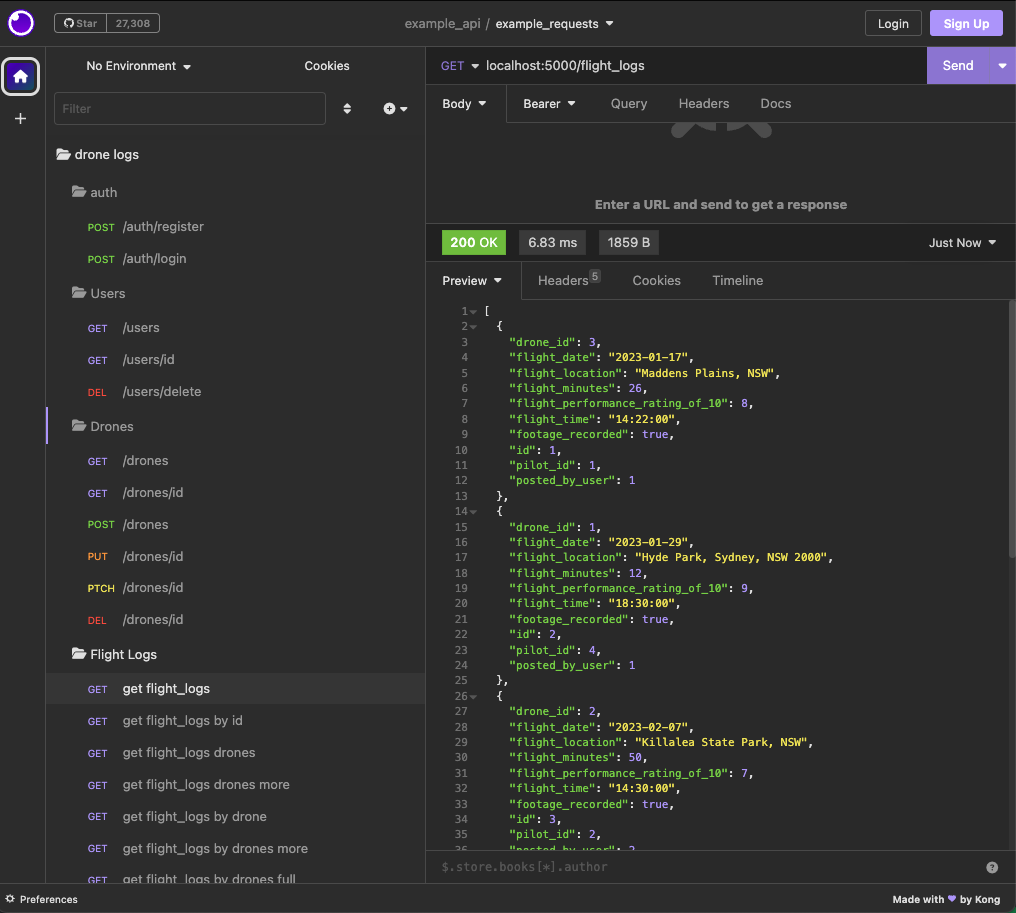 Star 27,308
example_api / example_requests
Login
Sign Up
No Environment
Cookies
Filter
drone logs
auth
POST /auth/register
POST /auth/login
Users
GET /users
GET /users/id
DEL /users/delete
Drones
GET /drones
GET /drones/id
POST /drones
PUT /drones/id
PTCH /drones/id
DEL /drones/id
Flight Logs
GET get flight_logs
GET get flight_logs by id
GET get flight_logs drones
GET get flight_logs drones more
GET get flight_logs by drone
GET get flight_logs by drones more
GET get flight_logs by drones full
GET localhost:5000/flight_logs
Send
Body Bearer Query Headers Docs
Enter a URL and send to get a response
200 OK 6.83 ms 1859 B Just Now
Preview Headers 5 Cookies Timeline
1 [
2 {
3 "drone_id": 3,
4 "flight_date": "2023-01-17",
5 "flight_location": "Maddens Plains, NSW",
6 "flight_minutes": 26,
7 "flight_performance_rating_of_10": 8,
8 "flight_time": "14:22:00",
9 "footage_recorded": true,
10 "id": 1,
11 "pilot_id": 1,
12 "posted_by_user": 1
13 },
14 {
15 "drone_id": 1,
16 "flight_date": "2023-01-29",
17 "flight_location": "Hyde Park, Sydney, NSW 2000",
18 "flight_minutes": 12,
19 "flight_performance_rating_of_10": 9,
20 "flight_time": "18:30:00",
21 "footage_recorded": true,
22 "id": 2,
23 "pilot_id": 4,
24 "posted_by_user": 1
25 },
26 {
27 "drone_id": 2,
28 "flight_date": "2023-02-07",
29 "flight_location": "Killalea State Park, NSW",
30 "flight_minutes": 50,
31 "flight_performance_rating_of_10": 7,
32 "flight_time": "14:30:00",
33 "footage_recorded": true,
34 "id": 3,
35 "pilot_id": 2,
36 "posted_by_user": 2
$.store.books[*].author
Preferences
Made with ❤ by Kong